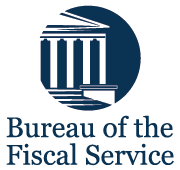 Bureau of the
Fiscal Service